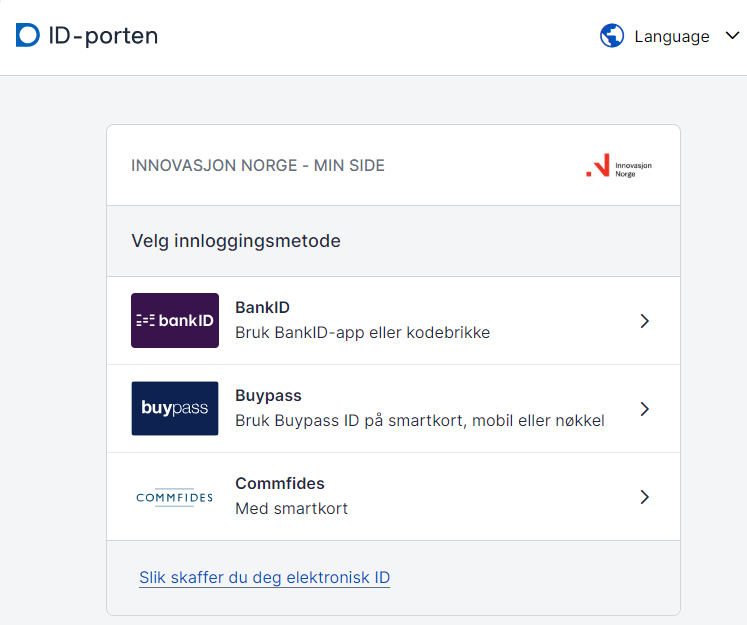 ID-porten
Language
INNOVASJON NORGE - MIN SIDE
Innovasjon
Norge
Velg innloggingsmetode
bankID
BankID
Bruk BankID-app eller kodebrikke
buypass
Buypass
Bruk Buypass ID på smartkort, mobil eller nøkkel
COMMFIDES
Commfides
Med smartkort
Slik skaffer du deg elektronisk ID